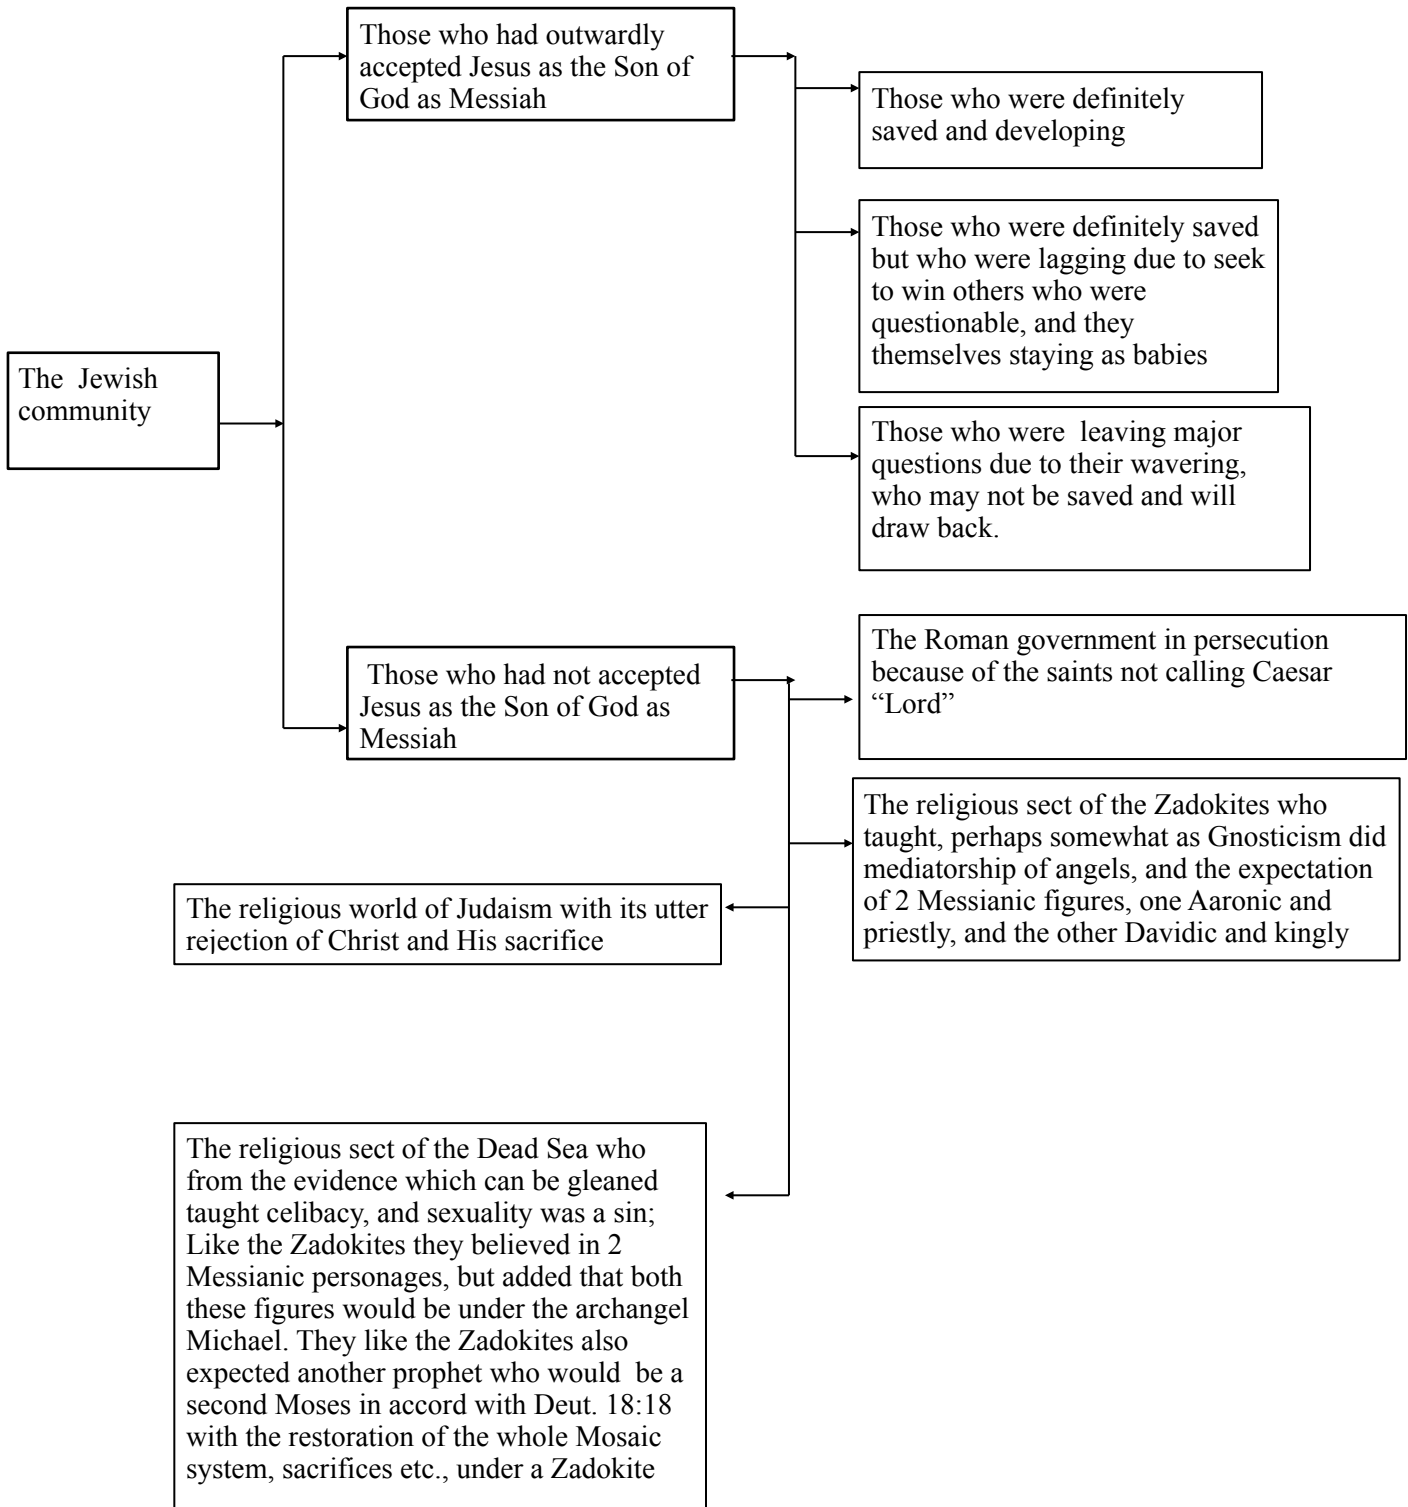 Those who had outwardly
accepted Jesus as the Son of
God as Messiah
Those who were definitely
saved and developing
Those who were definitely saved
but who were lagging due to seek
to win others who were
questionable, and they
themselves staying as babies
The Jewish
community
Those who were leaving major
questions due to their wavering,
who may not be saved and will
draw back.
Those who had not accepted
Jesus as the Son of God as
Messiah
The Roman government in persecution
because of the saints not calling Caesar
“Lord”
The religious sect of the Zadokites who
taught, perhaps somewhat as Gnosticism did
mediatorship of angels, and the expectation
of 2 Messianic figures, one Aaronic and
priestly, and the other Davidic and kingly
The religious world of Judaism with its utter
rejection of Christ and His sacrifice
The religious sect of the Dead Sea who
from the evidence which can be gleaned
taught celibacy, and sexuality was a sin;
Like the Zadokites they believed in 2
Messianic personages, but added that both
these figures would be under the archangel
Michael. They like the Zadokites also
expected another prophet who would be a
second Moses in accord with Deut. 18:18
with the restoration of the whole Mosaic
system, sacrifices etc., under a Zadokite